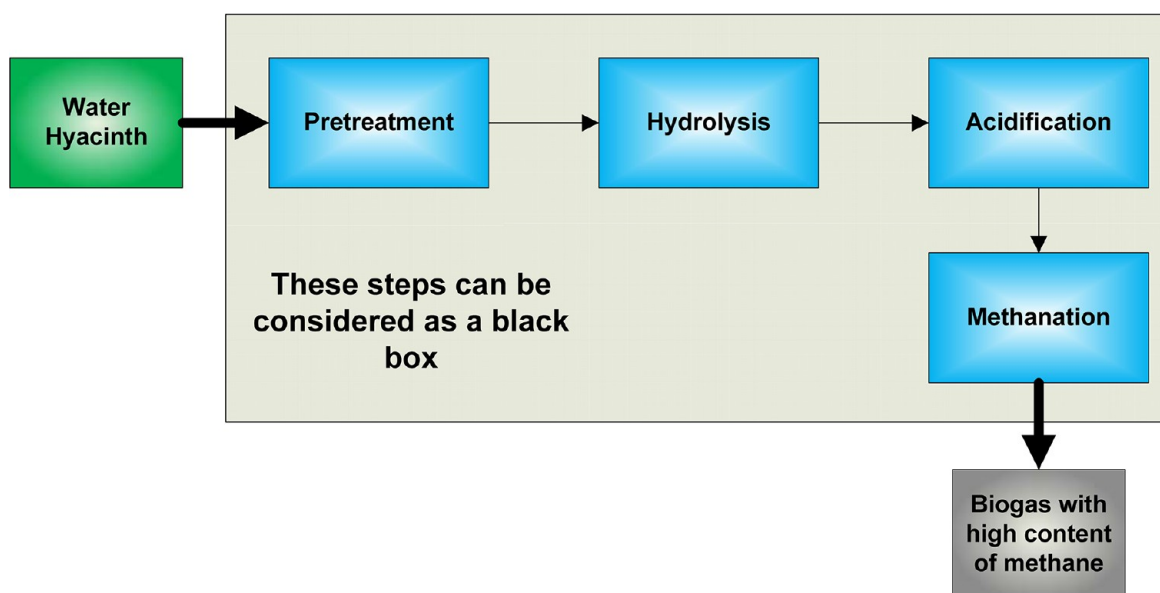 Water
Hyacinth
Pretreatment
Hydrolysis
Acidification
These steps can be
considered as a black
box
Methanation
Biogas with
high content
of methane